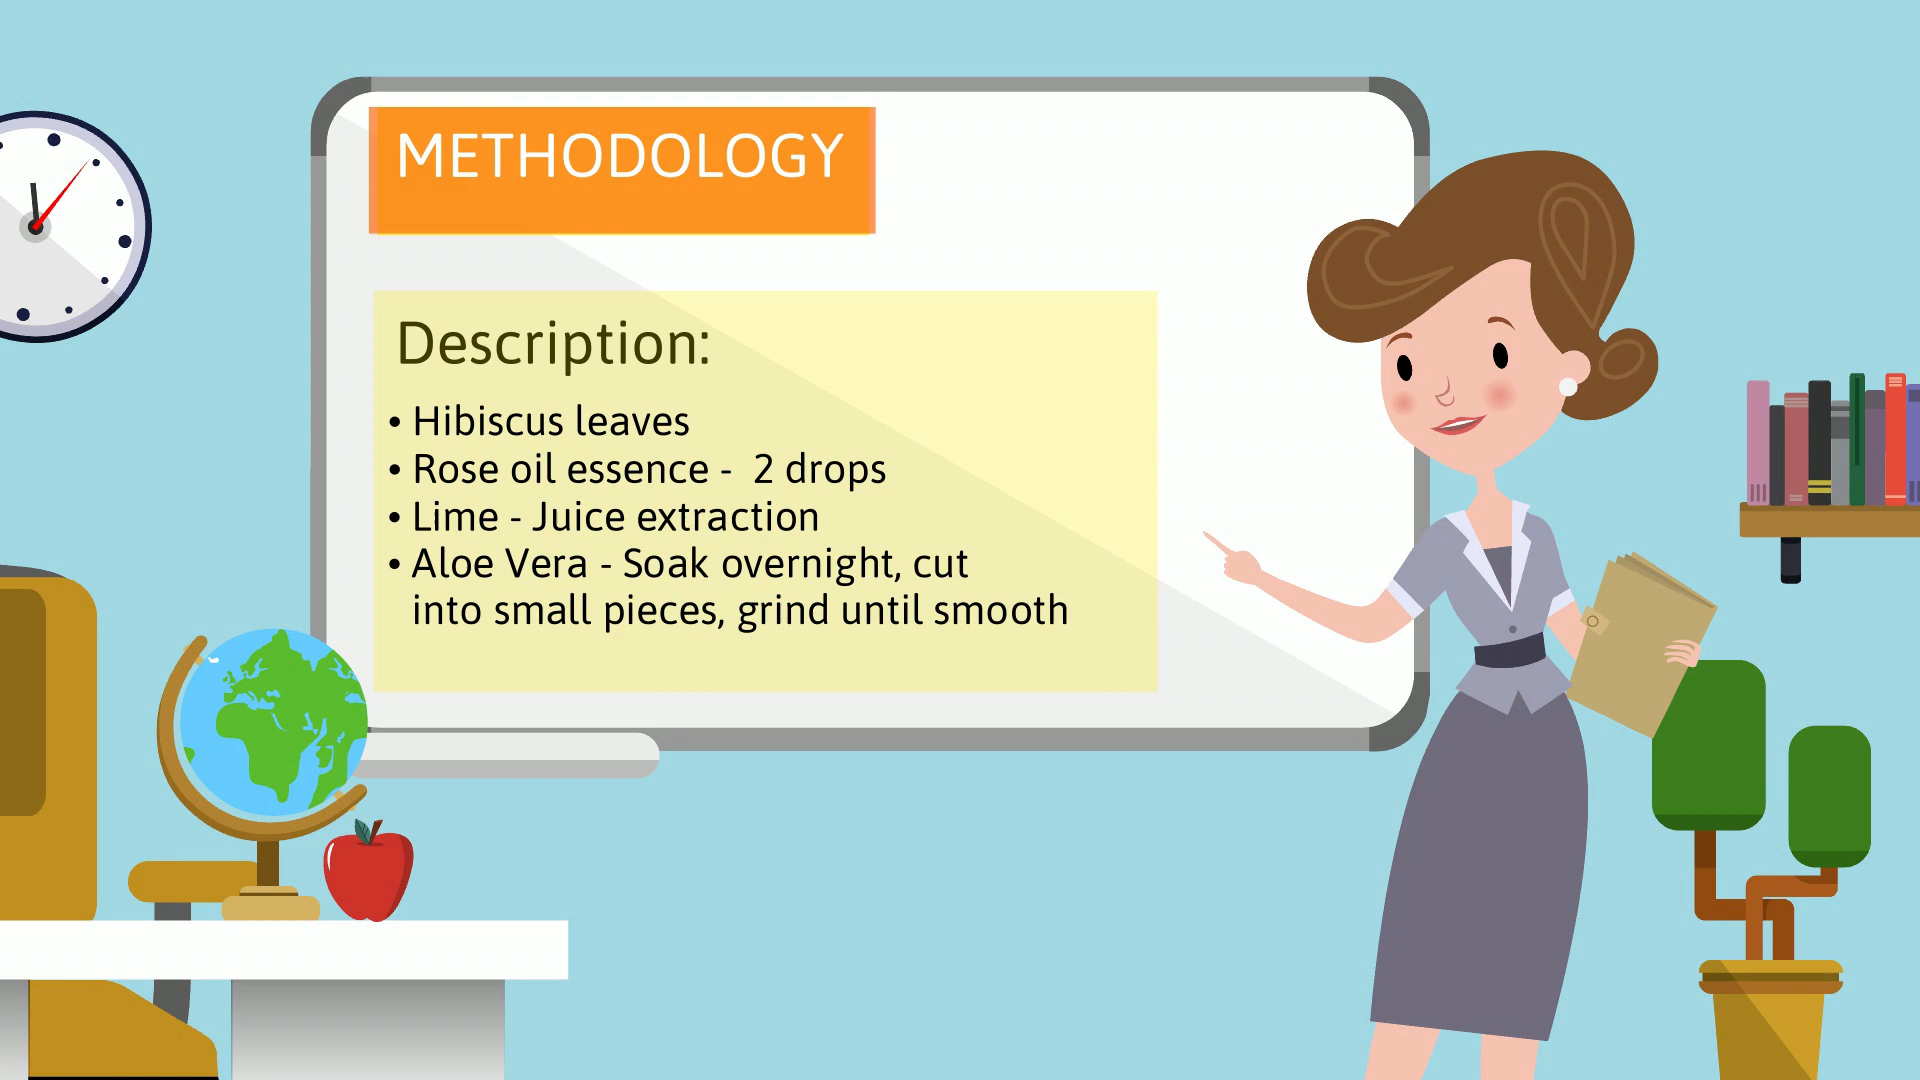 METHODOLOGY
Description:
• Hibiscus leaves
• Rose oil essence - 2 drops
• Lime - Juice extraction
• Aloe Vera - Soak overnight, cut
into small pieces, grind until smooth